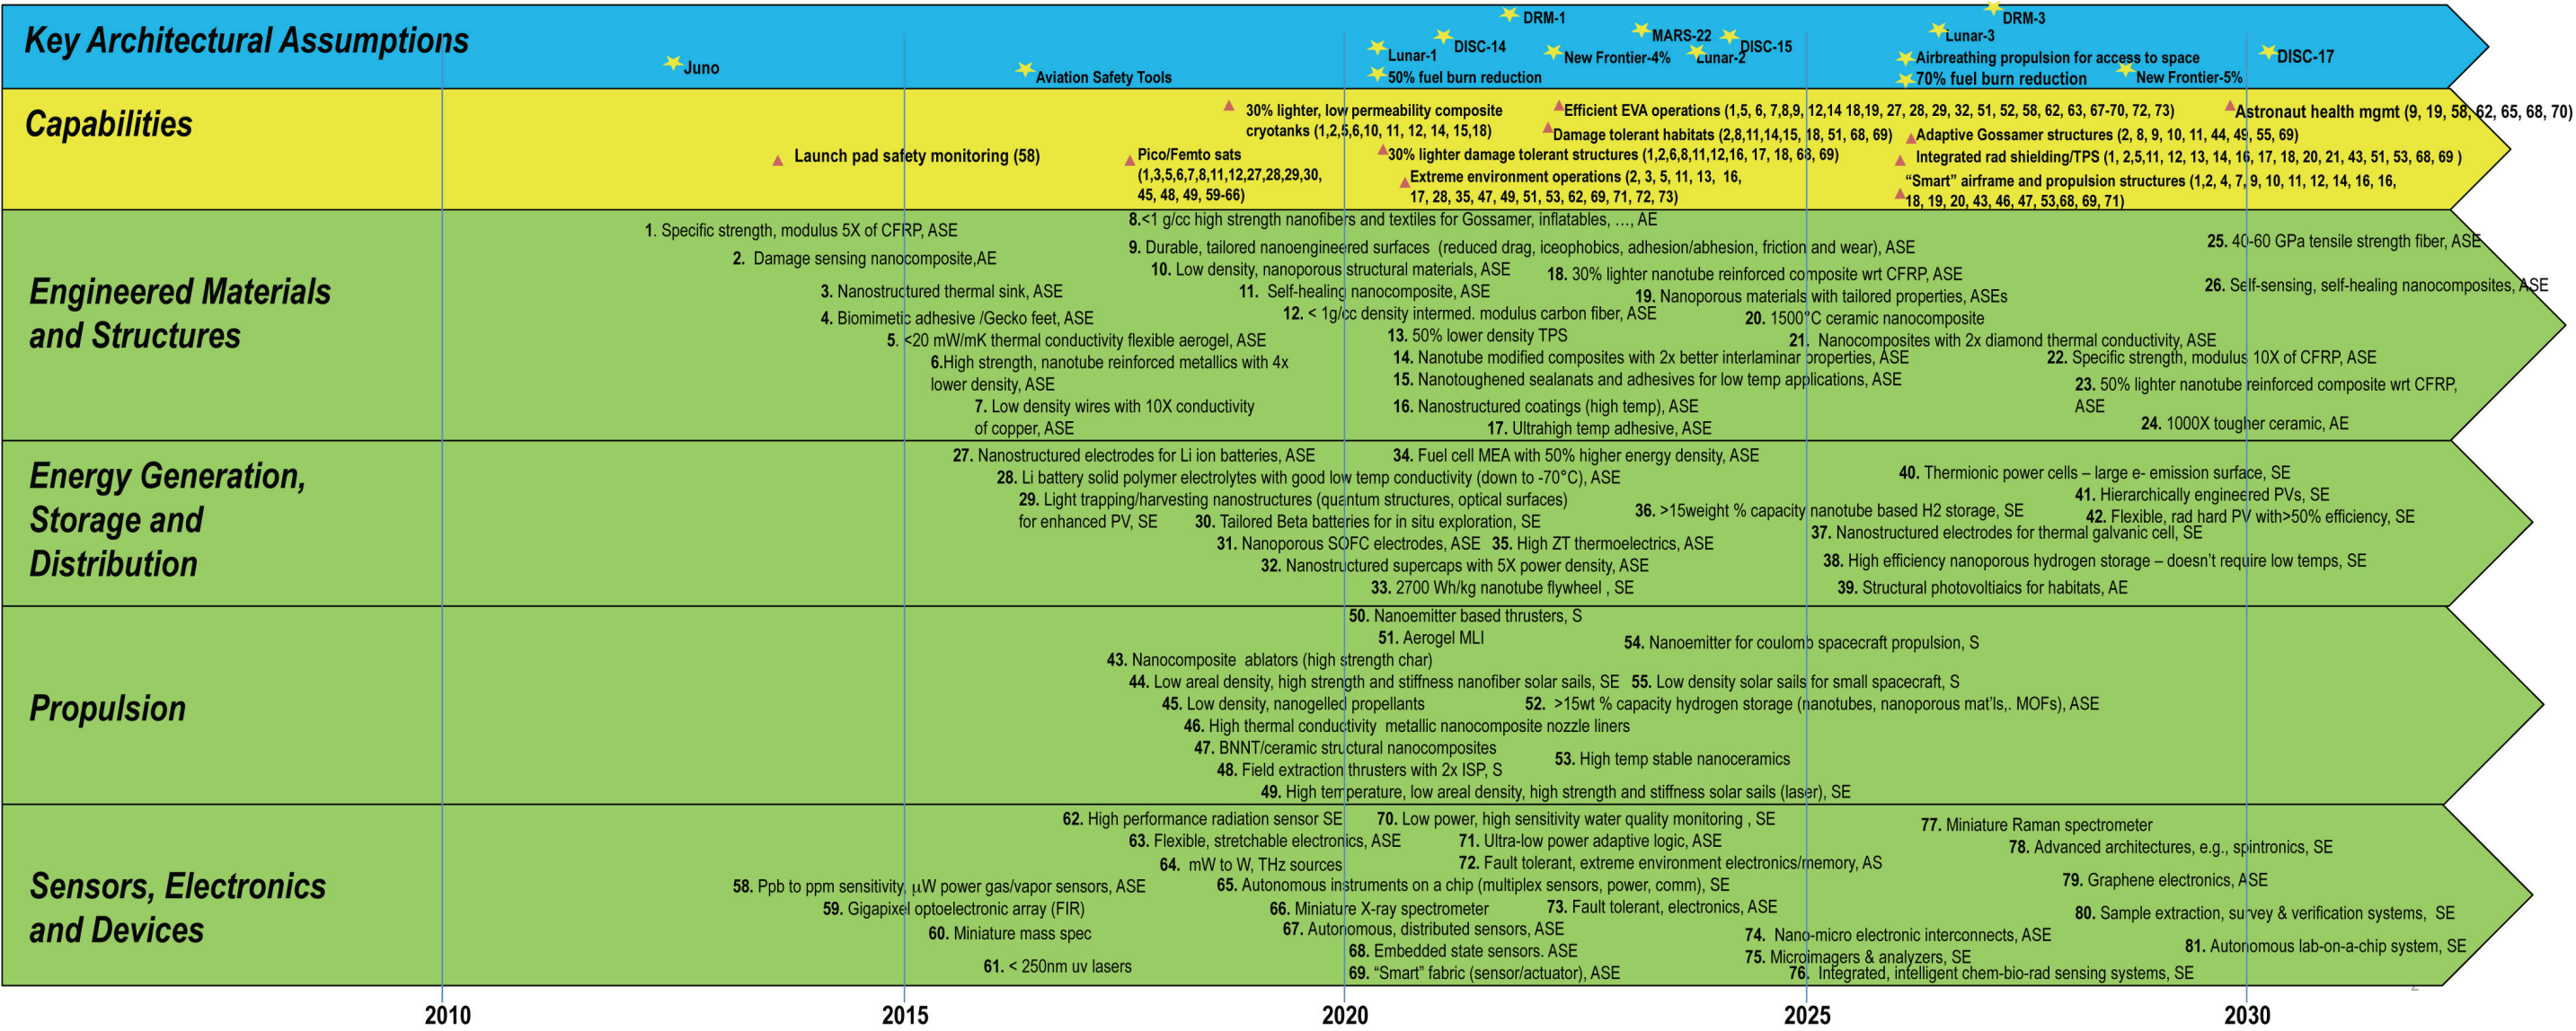 Key Architectural Assumptions
Juno
Aviation Safety Tools
Lunar-1
50% fuel burn reduction
DISC-14
DRM-1
New Frontier-4%
MARS-22
Lunar-2
DISC-15
DRM-3
Lunar-3
Airbreathing propulsion for access to space
70% fuel burn reduction
New Frontier-5%
DISC-17
Capabilities
Launch pad safety monitoring (58)
Pico/Femto sats
(1,3,5,6,7,8,11,12,27,28,29,30,
45, 48, 49, 59-66)
30% lighter, low permeability composite
cryotanks (1,2,5,6,10, 11, 12, 14, 15,18)
Efficient EVA operations (1,5, 6, 7,8,9, 12,14 18,19, 27, 28, 29, 32, 51, 52, 58, 62, 63, 67-70, 72, 73)
Damage tolerant habitats (2,8,11,14,15, 18, 51, 68, 69)
30% lighter damage tolerant structures (1,2,6,8,11,12,16, 17, 18, 68, 69)
Extreme environment operations (2, 3, 5, 11, 13, 16,
17, 28, 35, 47, 49, 51, 53, 62, 69, 71, 72, 73)
Astronaut health mgmt (9, 19, 58, 62, 65, 68, 70)
Adaptive Gossamer structures (2, 8, 9, 10, 11, 44, 49, 55, 69)
Integrated rad shielding/TPS (1, 2,5,11, 12, 13, 14, 16, 17, 18, 20, 21, 43, 51, 53, 68, 69 )
“Smart” airframe and propulsion structures (1,2, 4, 7, 9, 10, 11, 12, 14, 16, 16,
18, 19, 20, 43, 46, 47, 53,68, 69, 71)
Engineered Materials
and Structures
1. Specific strength, modulus 5X of CFRP, ASE
2. Damage sensing nanocomposite,AE
3. Nanostructured thermal sink, ASE
4. Biomimetic adhesive /Gecko feet, ASE
5. <20 mW/mK thermal conductivity flexible aerogel, ASE
6.High strength, nanotube reinforced metallics with 4x
lower density, ASE
7. Low density wires with 10X conductivity
of copper, ASE
8.<1 g/cc high strength nanofibers and textiles for Gossamer, inflatables, …, AE
9. Durable, tailored nanoengineered surfaces (reduced drag, iceophobics, adhesion/abhesion, friction and wear), ASE
10. Low density, nanoporous structural materials, ASE
11. Self-healing nanocomposite, ASE
12. < 1g/cc density intermed. modulus carbon fiber, ASE
13. 50% lower density TPS
14. Nanotube modified composites with 2x better interlaminar properties, ASE
15. Nanotoughened sealanats and adhesives for low temp applications, ASE
16. Nanostructured coatings (high temp), ASE
17. Ultrahigh temp adhesive, ASE
18. 30% lighter nanotube reinforced composite wrt CFRP, ASE
19. Nanoporous materials with tailored properties, ASEs
20. 1500°C ceramic nanocomposite
21. Nanocomposites with 2x diamond thermal conductivity, ASE
22. Specific strength, modulus 10X of CFRP, ASE
23. 50% lighter nanotube reinforced composite wrt CFRP,
ASE
24. 1000X tougher ceramic, AE
25. 40-60 GPa tensile strength fiber, ASE
26. Self-sensing, self-healing nanocomposites, ASE
Energy Generation,
Storage and
Distribution
27. Nanostructured electrodes for Li ion batteries, ASE
28. Li battery solid polymer electrolytes with good low temp conductivity (down to -70°C), ASE
29. Light trapping/harvesting nanostructures (quantum structures, optical surfaces)
for enhanced PV, SE
30. Tailored Beta batteries for in situ exploration, SE
31. Nanoporous SOFC electrodes, ASE
32. Nanostructured supercaps with 5X power density, ASE
33. 2700 Wh/kg nanotube flywheel , SE
34. Fuel cell MEA with 50% higher energy density, ASE
35. High ZT thermoelectrics, ASE
36. >15weight % capacity nanotube based H2 storage, SE
37. Nanostructured electrodes for thermal galvanic cell, SE
38. High efficiency nanoporous hydrogen storage – doesn’t require low temps, SE
39. Structural photovoltiaics for habitats, AE
40. Thermionic power cells – large e- emission surface, SE
41. Hierarchically engineered PVs, SE
42. Flexible, rad hard PV with>50% efficiency, SE
Propulsion
43. Nanocomposite ablators (high strength char)
44. Low areal density, high strength and stiffness nanofiber solar sails, SE
45. Low density, nanogelled propellants
46. High thermal conductivity metallic nanocomposite nozzle liners
47. BNNT/ceramic structural nanocomposites
48. Field extraction thrusters with 2x ISP, S
49. High temperature, low areal density, high strength and stiffness solar sails (laser), SE
50. Nanoemitter based thrusters, S
51. Aerogel MLI
52. >15wt % capacity hydrogen storage (nanotubes, nanoporous mat’ls,. MOFs), ASE
53. High temp stable nanoceramics
54. Nanoemitter for coulomb spacecraft propulsion, S
55. Low density solar sails for small spacecraft, S
Sensors, Electronics
and Devices
58. Ppb to ppm sensitivity, μW power gas/vapor sensors, ASE
59. Gigapixel optoelectronic array (FIR)
60. Miniature mass spec
61. < 250nm uv lasers
62. High performance radiation sensor SE
63. Flexible, stretchable electronics, ASE
64. mW to W, THz sources
65. Autonomous instruments on a chip (multiplex sensors, power, comm), SE
66. Miniature X-ray spectrometer
67. Autonomous, distributed sensors, ASE
68. Embedded state sensors. ASE
69. “Smart” fabric (sensor/actuator), ASE
70. Low power, high sensitivity water quality monitoring , SE
71. Ultra-low power adaptive logic, ASE
72. Fault tolerant, extreme environment electronics/memory, AS
73. Fault tolerant, electronics, ASE
74. Nano-micro electronic interconnects, ASE
75. Microimagers & analyzers, SE
76. Integrated, intelligent chem-bio-rad sensing systems, SE
77. Miniature Raman spectrometer
78. Advanced architectures, e.g., spintronics, SE
79. Graphene electronics, ASE
80. Sample extraction, survey & verification systems, SE
81. Autonomous lab-on-a-chip system, SE
2010
2015
2020
2025
2030